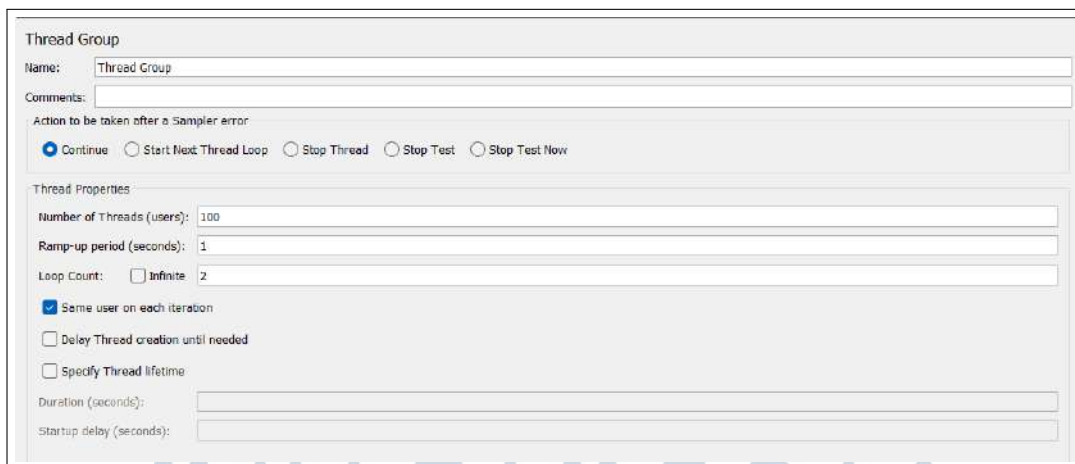 Thread Group
Name: Thread Group
Comments:
Action to be taken after a Sampler error
Continue Start Next Thread Loop Stop Thread Stop Test Stop Test Now
Thread Properties
Number of Threads (users): 100
Ramp-up period (seconds): 1
Loop Count: Infinite 2
Same user on each iteration
Delay Thread creation until needed
Specify Thread lifetime
Duration (seconds):
Startup delay (seconds):